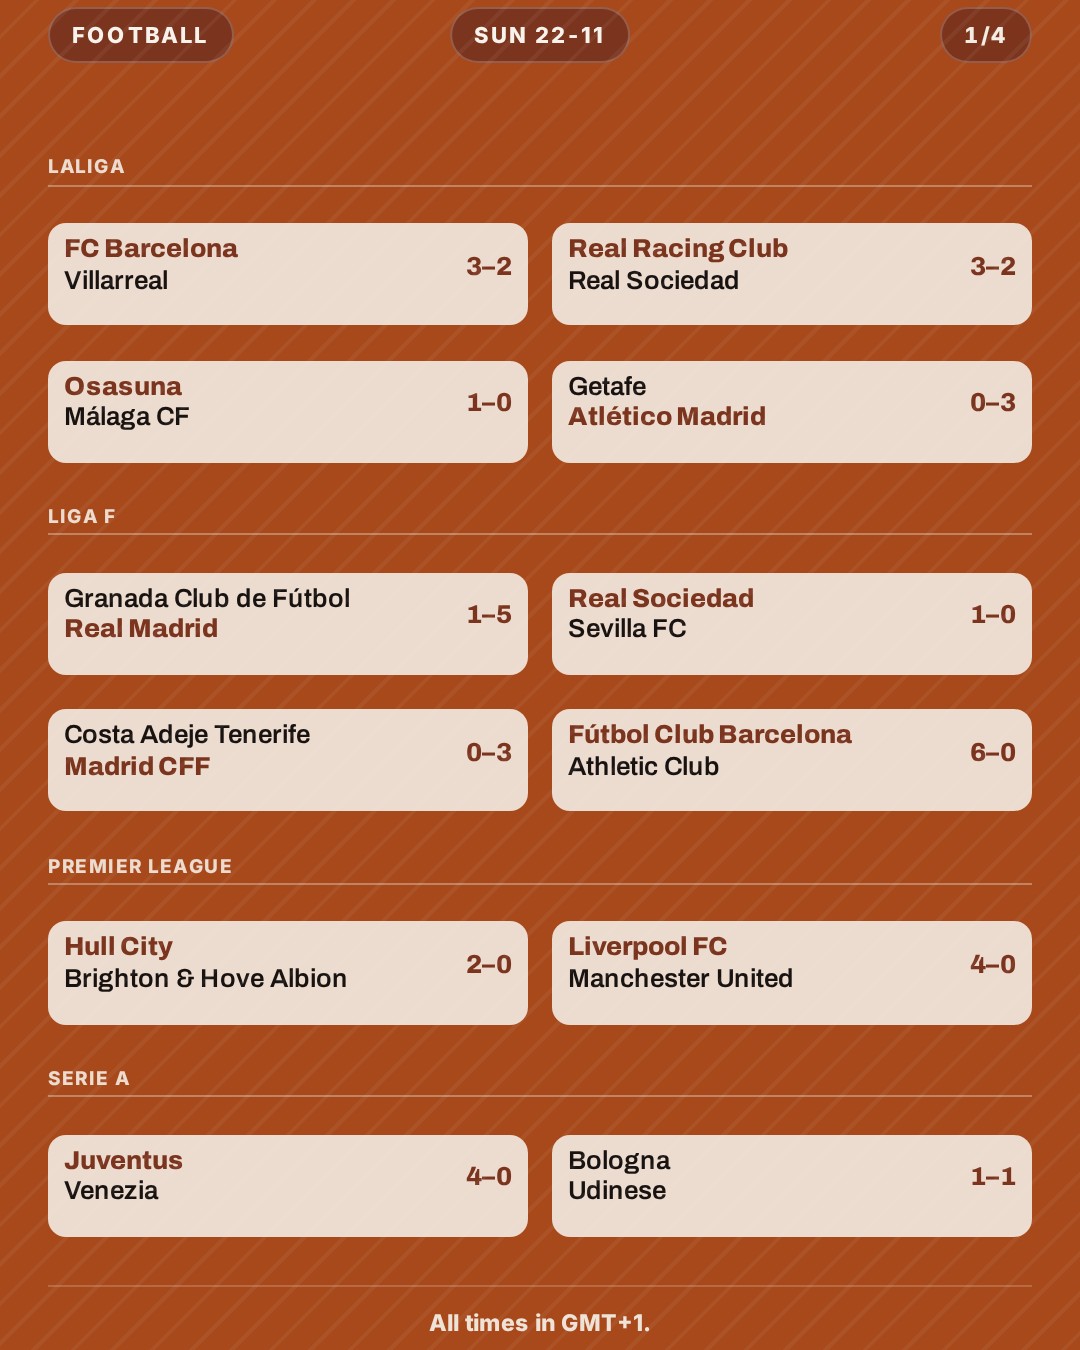 FOOTBALL
SUN 22-11
1/4
LALIGA
FC Barcelona
Villarreal
3–2
Real Racing Club
Real Sociedad
3–2
Osasuna
Málaga CF
1–0
Getafe
Atlético Madrid
0–3
LIGA F
Granada Club de Fútbol
Real Madrid
1–5
Real Sociedad
Sevilla FC
1–0
Costa Adeje Tenerife
Madrid CFF
0–3
Fútbol Club Barcelona
Athletic Club
6–0
PREMIER LEAGUE
Hull City
Brighton & Hove Albion
2–0
Liverpool FC
Manchester United
4–0
SERIE A
Juventus
Venezia
4–0
Bologna
Udinese
1–1
All times in GMT+1.